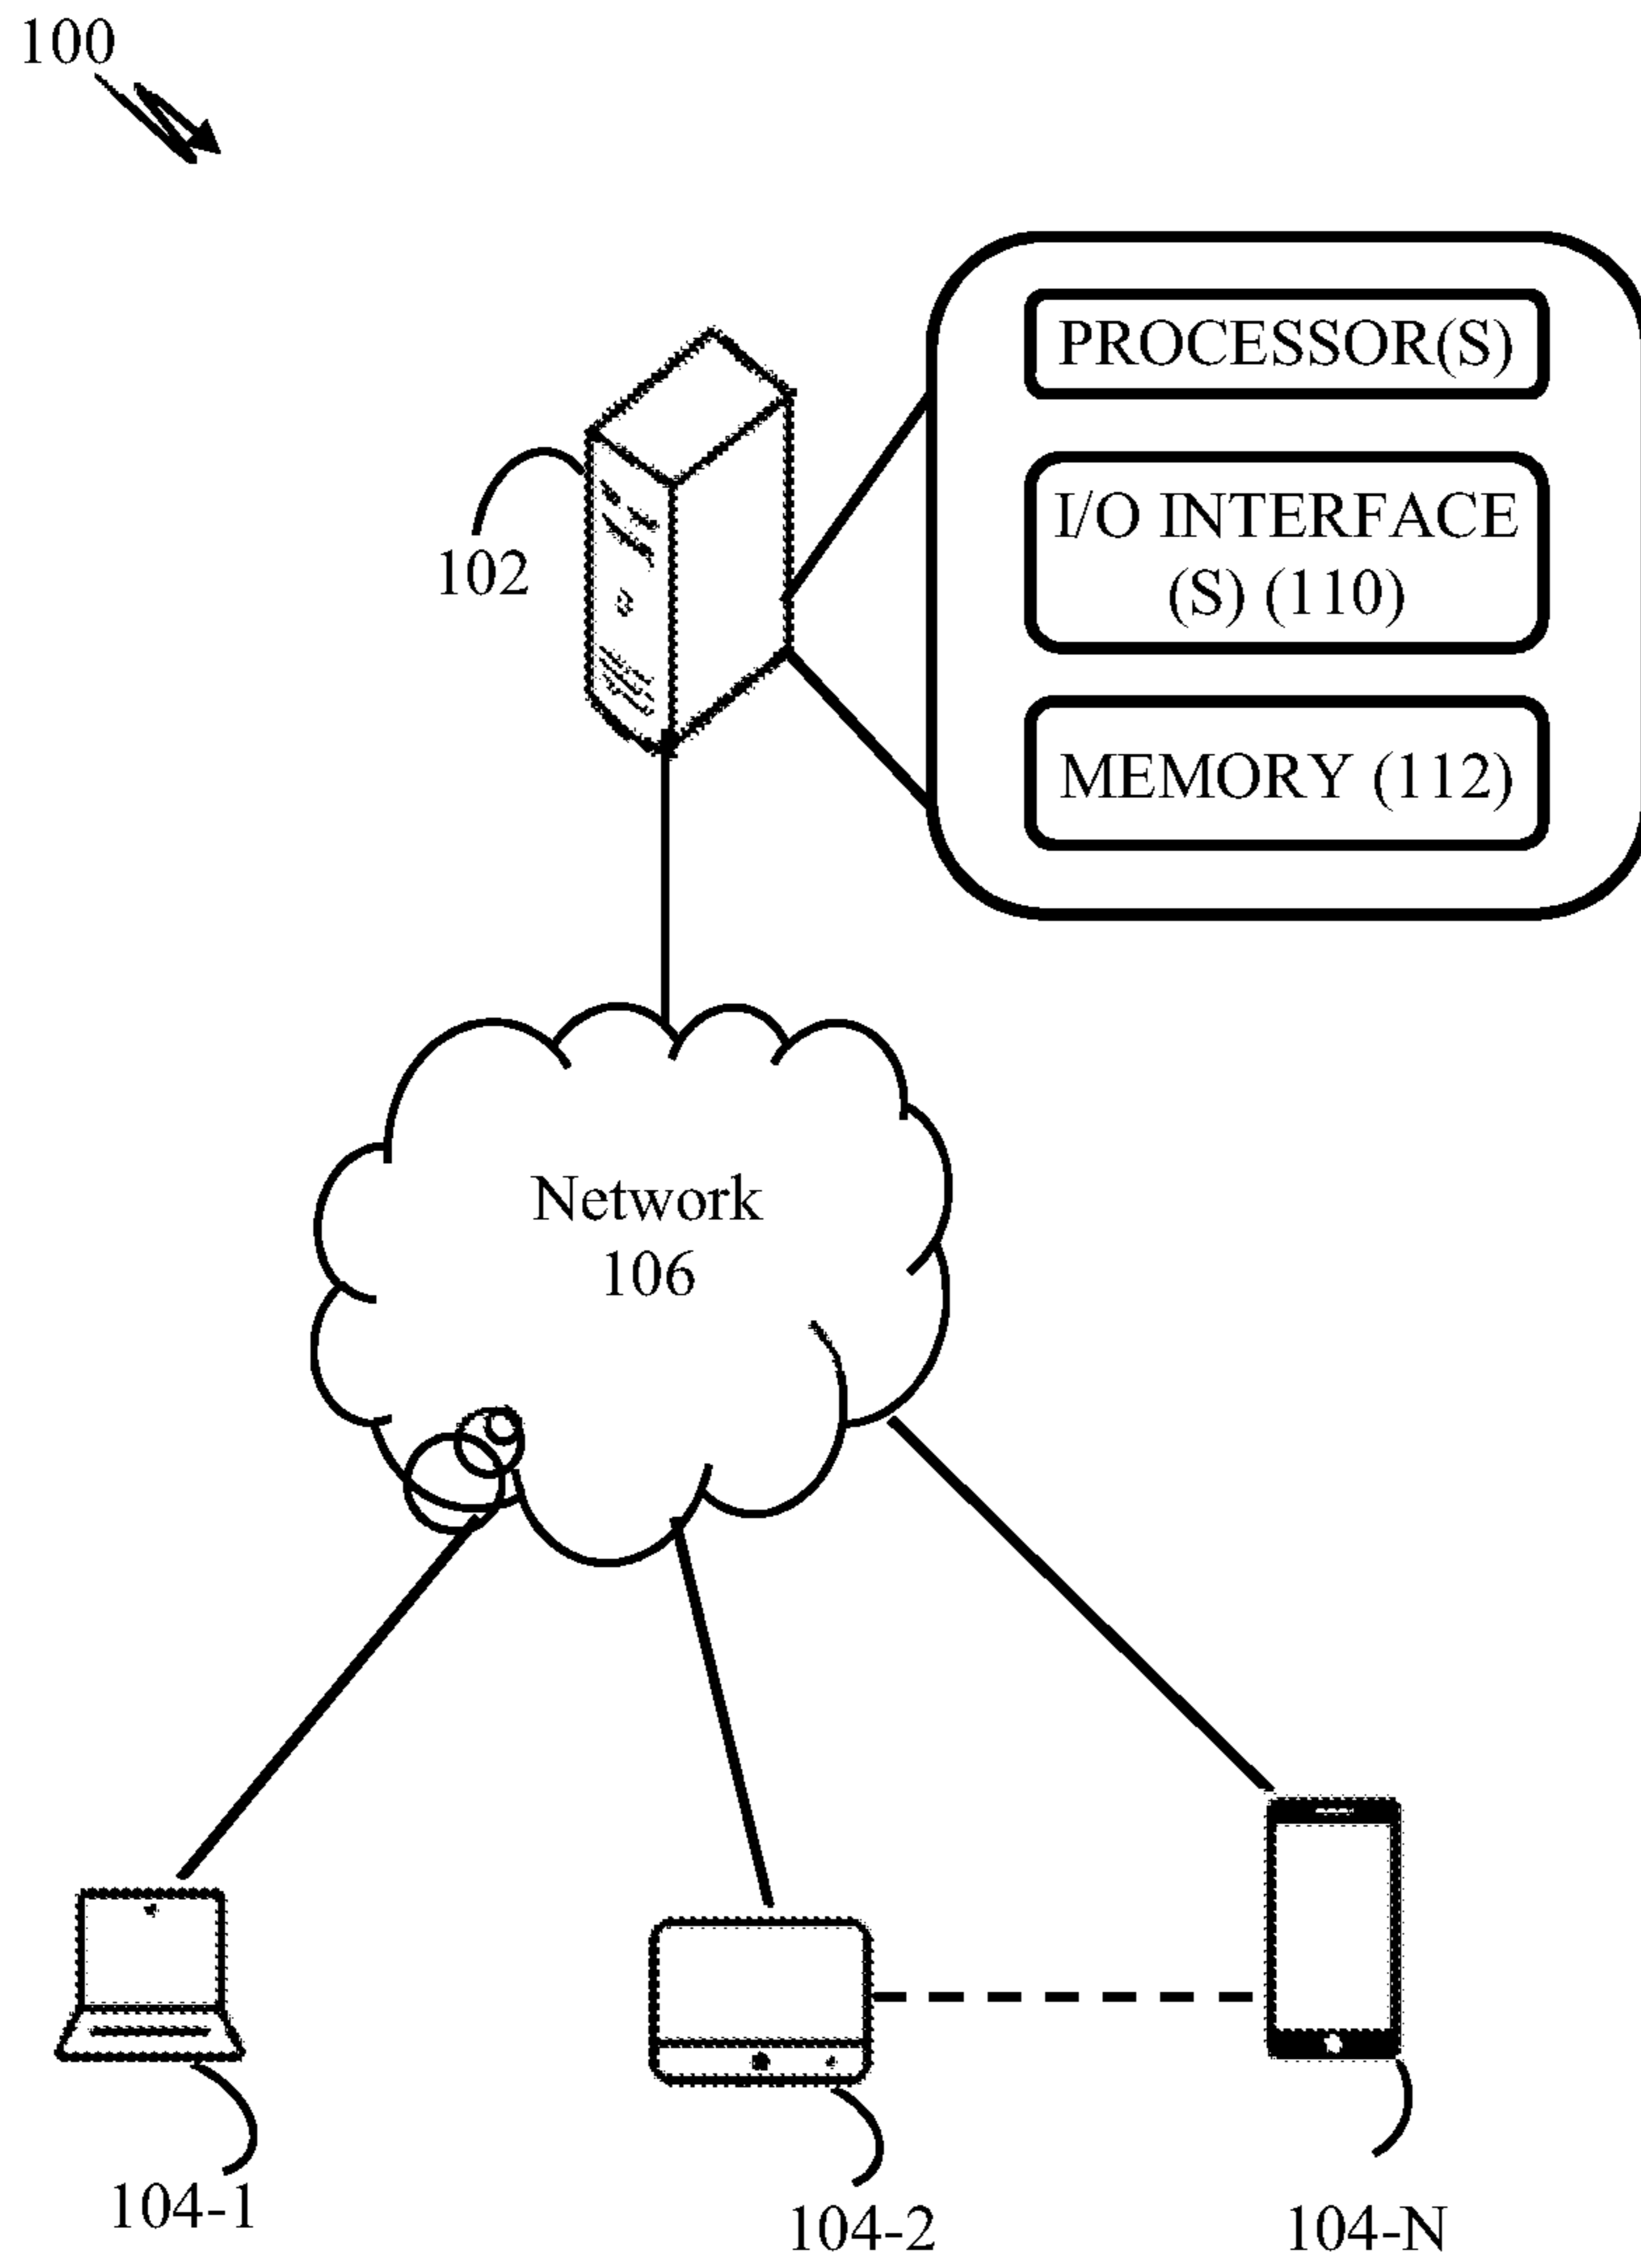 100
PROCESSOR(S)
I/O INTERFACE
(S) (110)
102
MEMORY (112)
Network
106
104-1
104-2
104-N